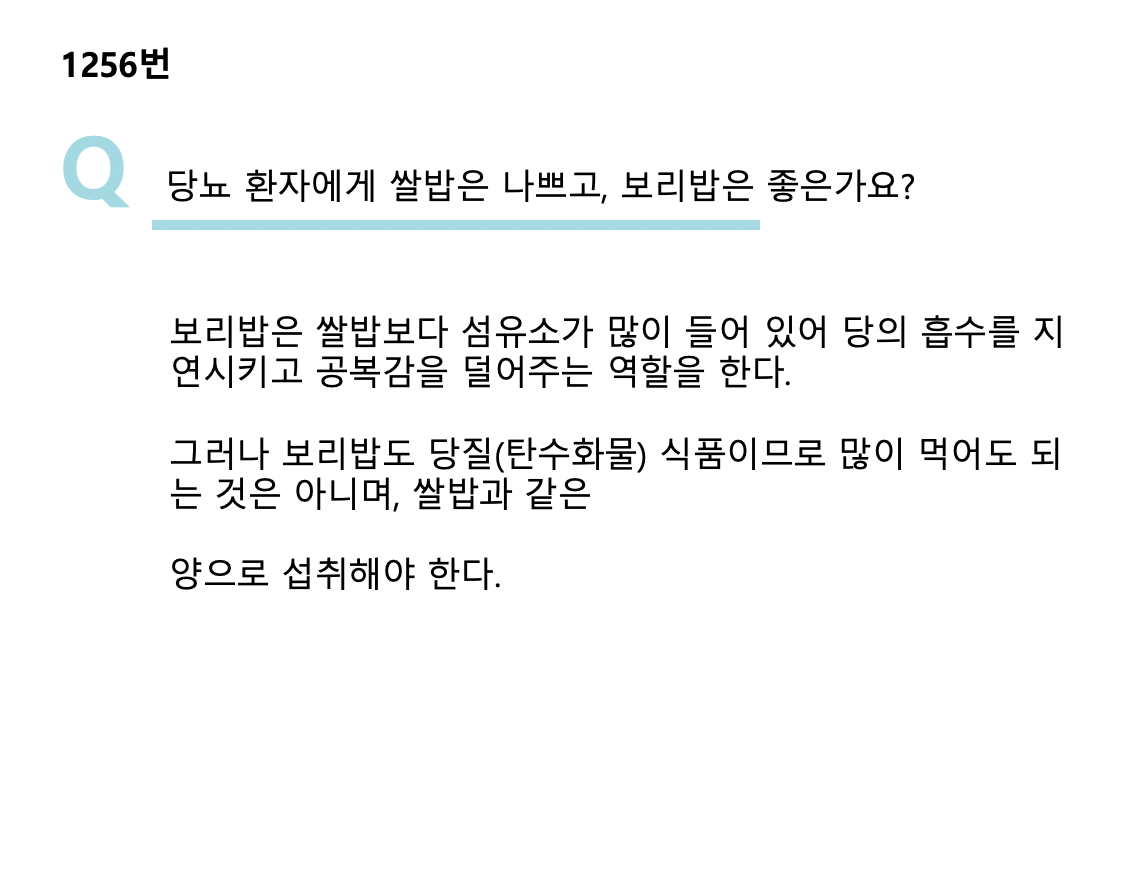 1256번
Q 당뇨 환자에게 쌀밥은 나쁘고, 보리밥은 좋은가요?
보리밥은 쌀밥보다 섬유소가 많이 들어 있어 당의 흡수를 지
연시키고 공복감을 덜어주는 역할을 한다.
그러나 보리밥도 당질(탄수화물) 식품이므로 많이 먹어도 되
는 것은 아니며, 쌀밥과 같은
양으로 섭취해야 한다.